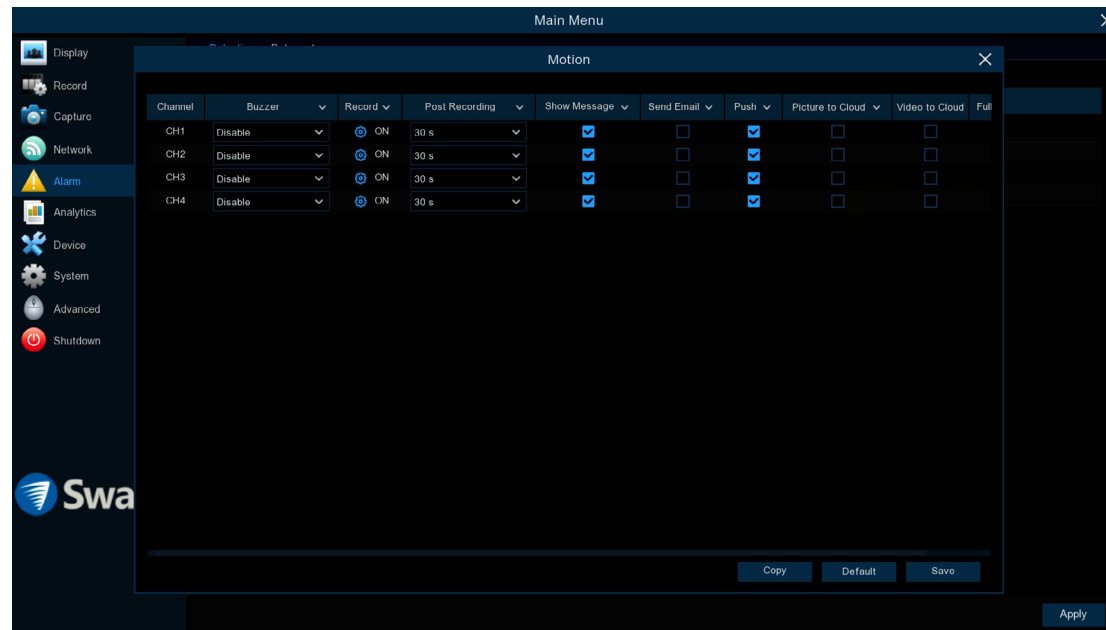 Main Menu
Display
Record
Capture
Network
Alarm
Analytics
Device
System
Advanced
Shutdown
Swa
Motion
Channel Buzzer Record Post Recording Show Message Send Email Push Picture to Cloud Video to Cloud Full
CH1 Disable ON 30 s
CH2 Disable ON 30 s
CH3 Disable ON 30 s
CH4 Disable ON 30 s
Copy Default Save
Apply